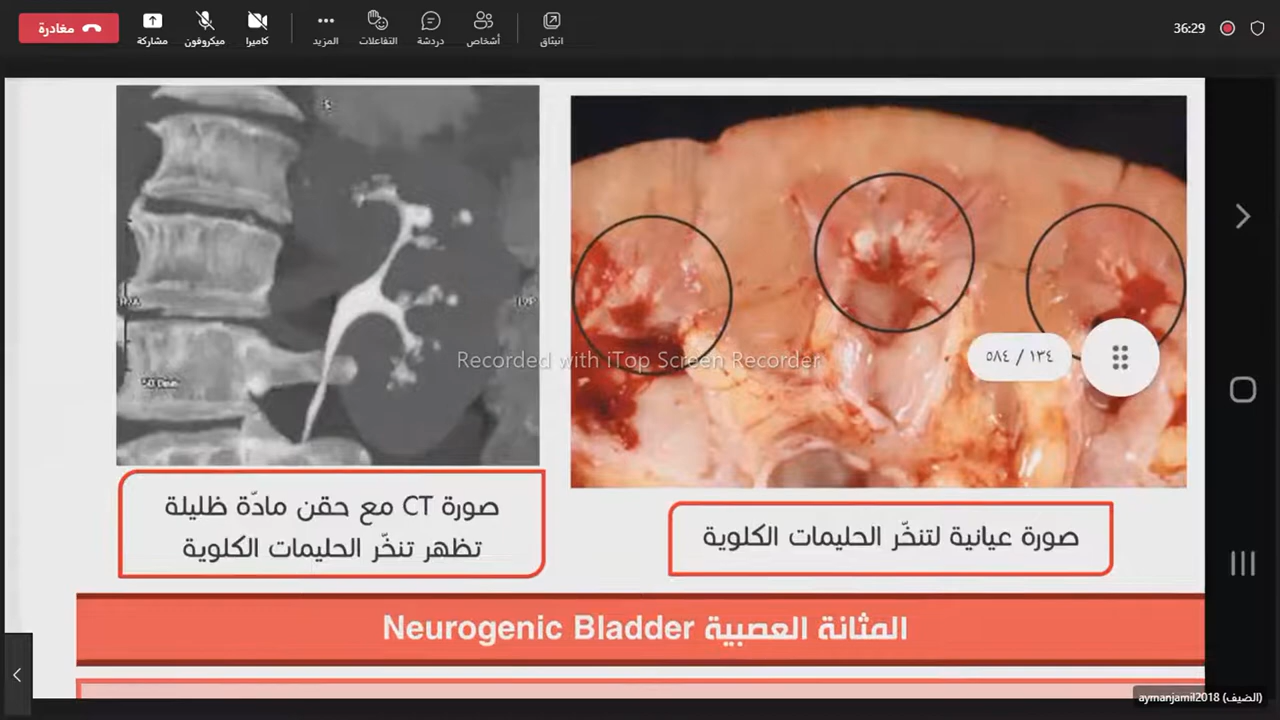 مغادرة
مشاركة
ميكروفون
كاميرا
المزيد
التفاعلات
دردشة
أشخاص
انبثاق
36:29
Recorded with iTop Screen Recorder
١٣٤ / ٥٨٤
صورة CT مع حقن مادّة ظليلة
تظهر تنخّر الحليمات الكلوية
صورة عيانية لتنخّر الحليمات الكلوية
المثانة العصبية Neurogenic Bladder
aymanjamil2018 (الضيف)